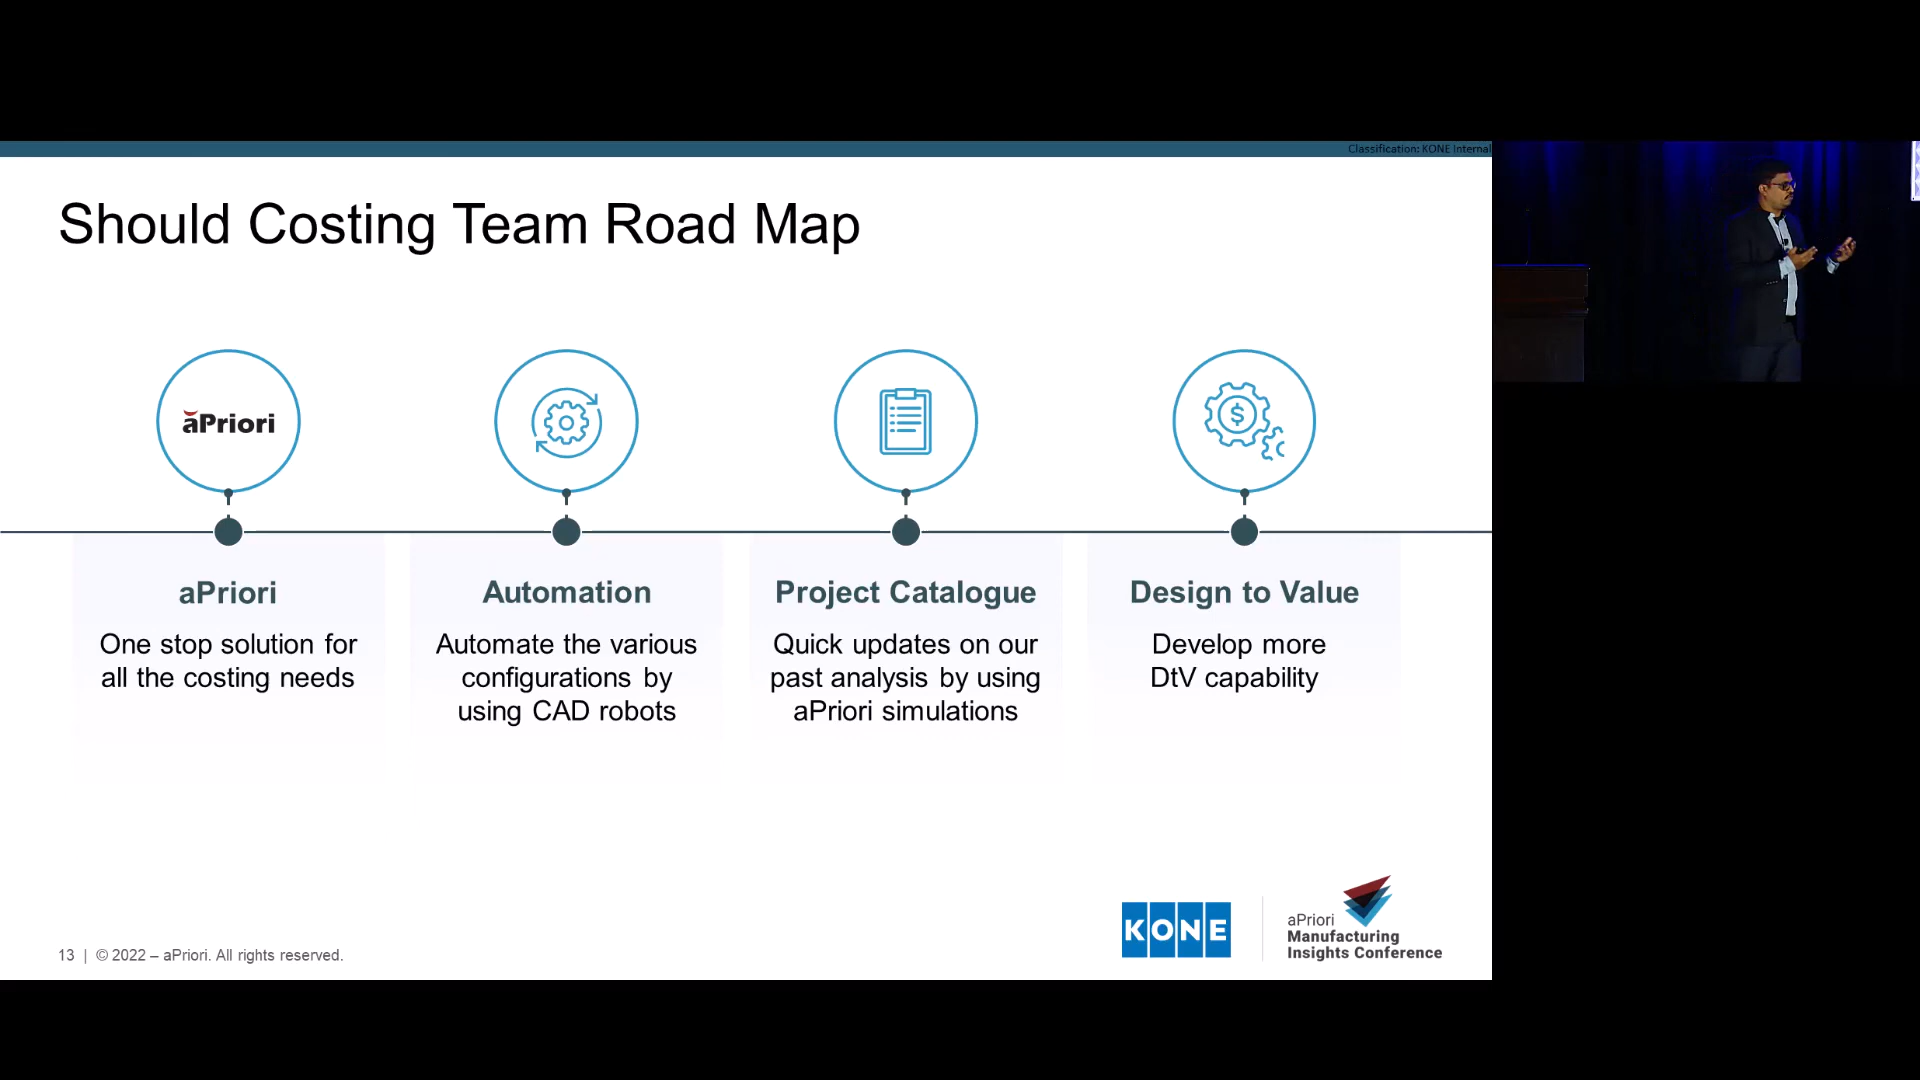 Classification: KONE Internal
Should Costing Team Road Map
aPriori
aPriori
One stop solution for
all the costing needs
Automation
Automate the various
configurations by
using CAD robots
Project Catalogue
Quick updates on our
past analysis by using
aPriori simulations
$
Design to Value
Develop more
DtV capability
13 | © 2022 – aPriori. All rights reserved.
KONE
aPriori
Manufacturing
Insights Conference